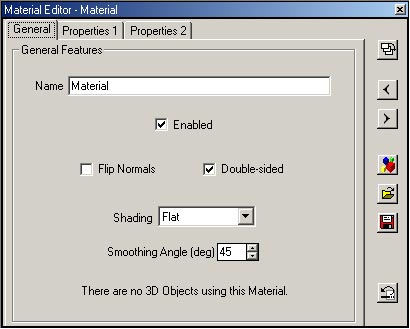 Material Editor - Material
General Properties 1 Properties 2
General Features
Name Material
Enabled
Flip Normals Double-sided
Shading Flat
Smoothing Angle (deg) 45
There are no 3D Objects using this Material.